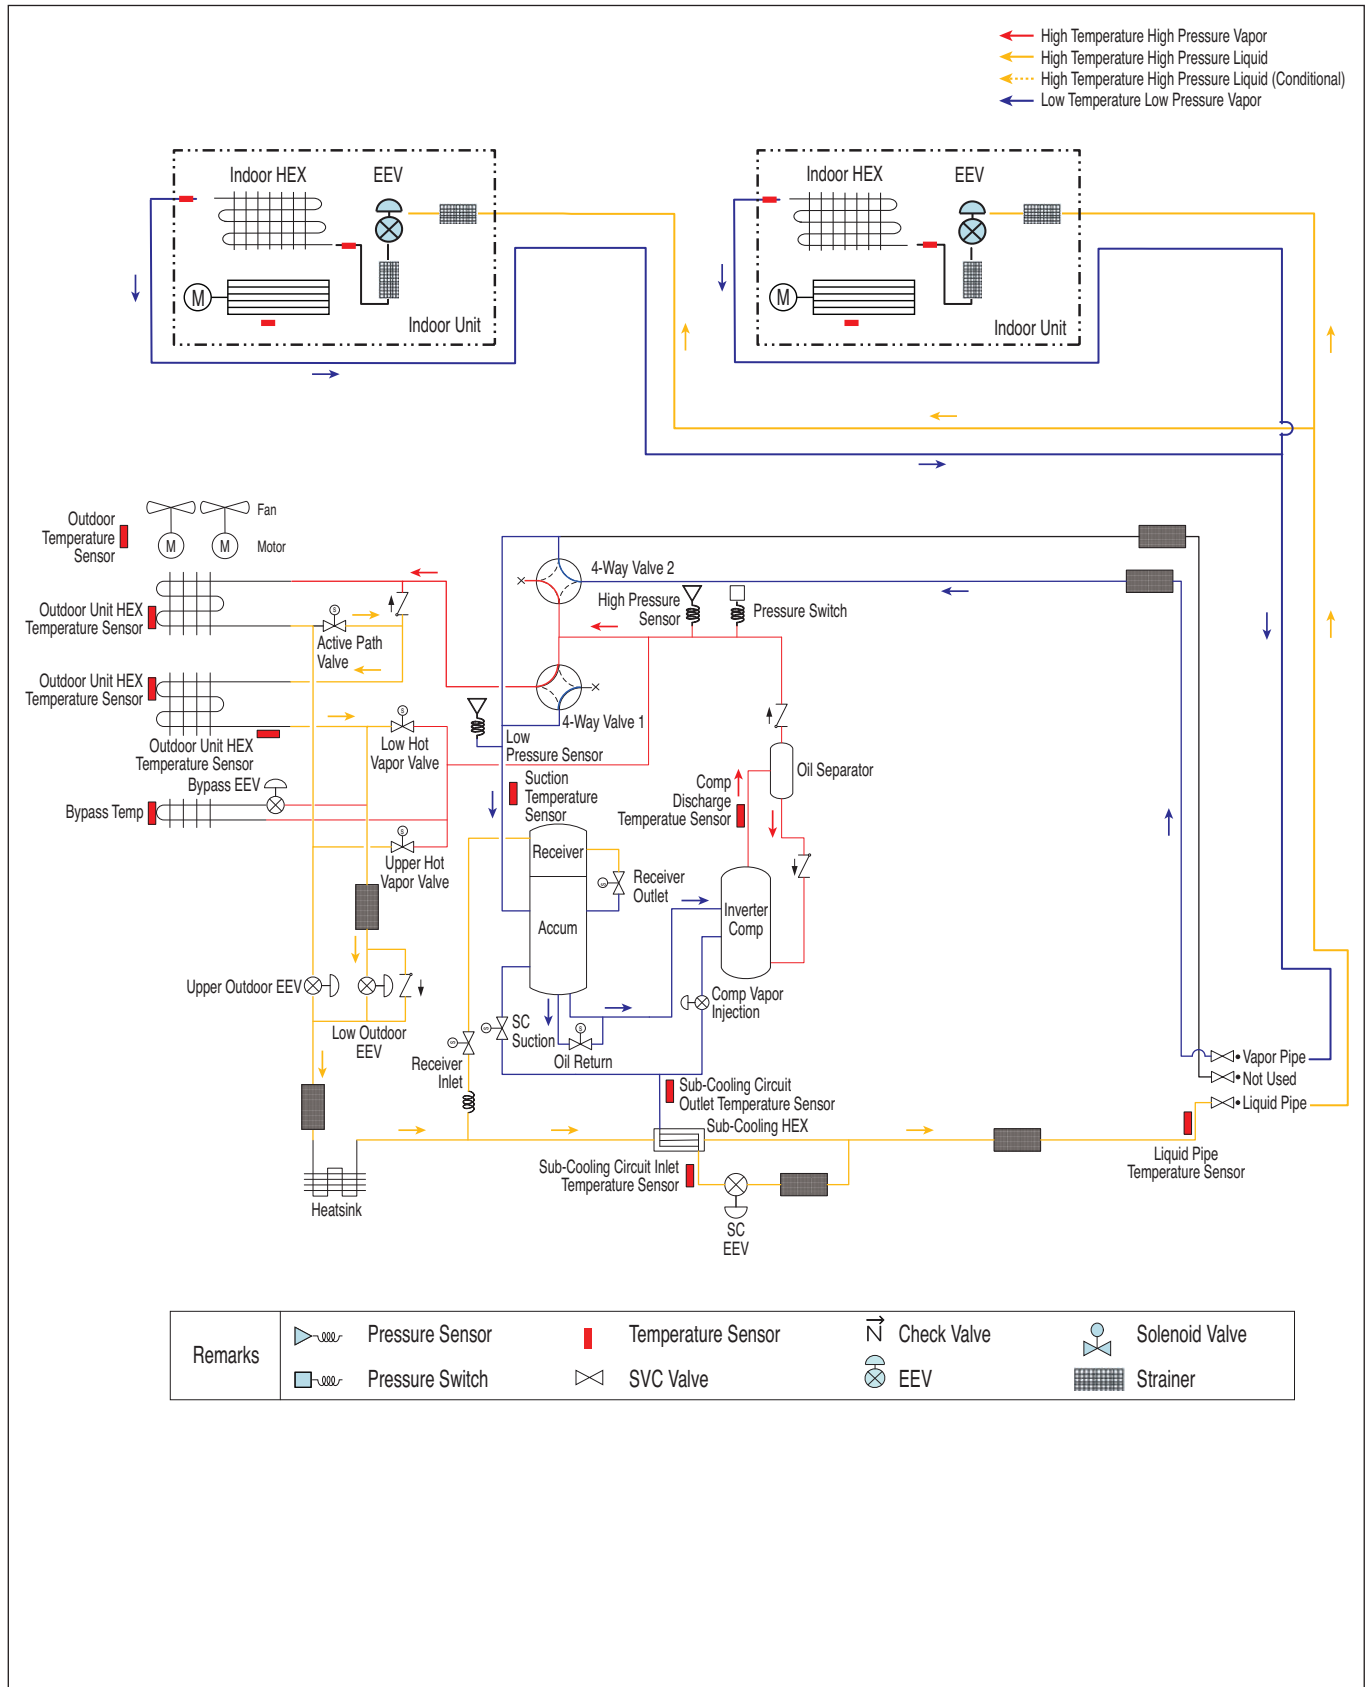 High Temperature High Pressure Vapor
High Temperature High Pressure Liquid
High Temperature High Pressure Liquid (Conditional)
Low Temperature Low Pressure Vapor
Indoor HEX
EEV
M
Indoor Unit
Indoor HEX
EEV
M
Indoor Unit
Outdoor
Temperature
Sensor
Fan
M
M
Motor
Outdoor Unit HEX
Temperature Sensor
S
Active Path
Valve
Outdoor Unit HEX
Temperature Sensor
Outdoor Unit HEX
Temperature Sensor
S
Low Hot
Vapor Valve
Bypass EEV
Bypass Temp
S
Upper Hot
Vapor Valve
4-Way Valve 2
High Pressure
Sensor
Pressure Switch
4-Way Valve 1
Low
Pressure Sensor
Suction
Temperature
Sensor
Comp
Discharge
Temperatue Sensor
Oil Separator
Receiver
S
Receiver
Outlet
Accum
Inverter
Comp
Upper Outdoor EEV
Low Outdoor
EEV
S
SC
Suction
S
Oil Return
Comp Vapor
Injection
S
Receiver
Inlet
Sub-Cooling Circuit
Outlet Temperature Sensor
Sub-Cooling HEX
Sub-Cooling Circuit Inlet
Temperature Sensor
SC
EEV
Heatsink
Vapor Pipe
Not Used
Liquid Pipe
Liquid Pipe
Temperature Sensor
Remarks
Pressure Sensor
Temperature Sensor
Check Valve
Solenoid Valve
Pressure Switch
SVC Valve
EEV
Strainer